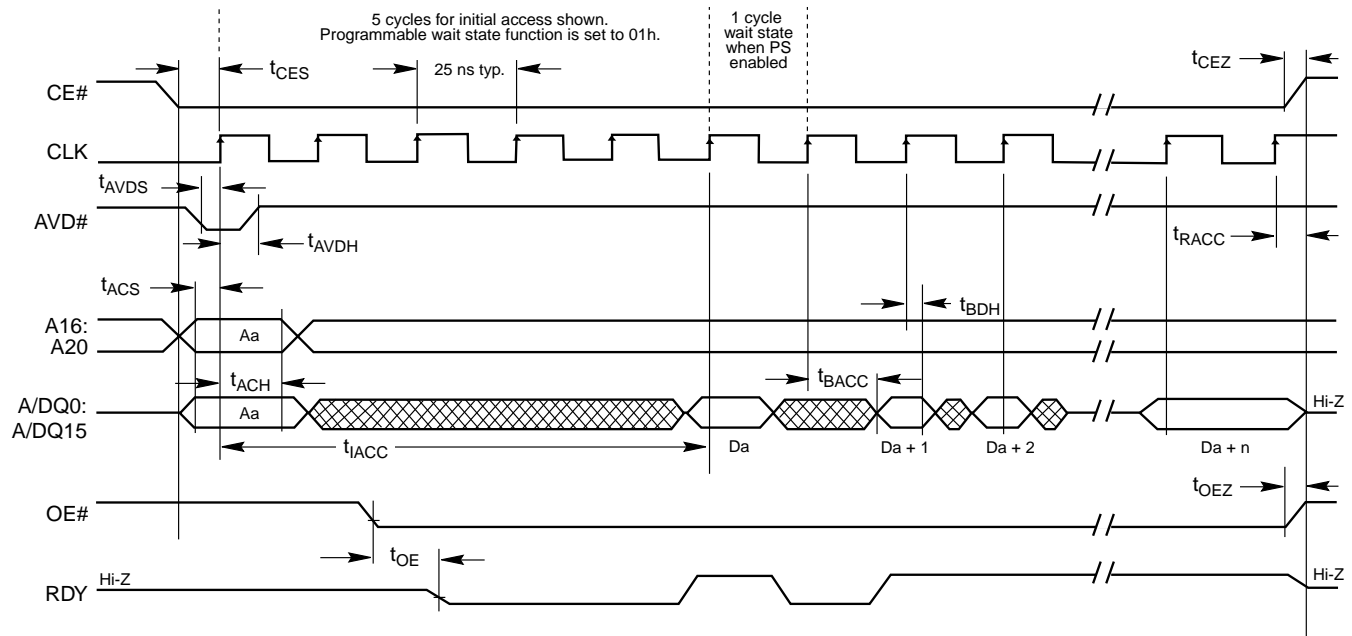 5 cycles for initial access shown.
Programmable wait state function is set to 01h.
1 cycle
wait state
when PS
enabled
tCES
25 ns typ.
tCEZ
CE#
CLK
tAVDS
AVD#
tAVDH
tRACC
tACS
tBDH
A16:
A20
Aa
tACH
tBACC
A/DQ0:
A/DQ15
Aa
Hi-Z
tIACC
Da
Da + 1
Da + 2
Da + n
tOEZ
OE#
tOE
Hi-Z
Hi-Z
RDY